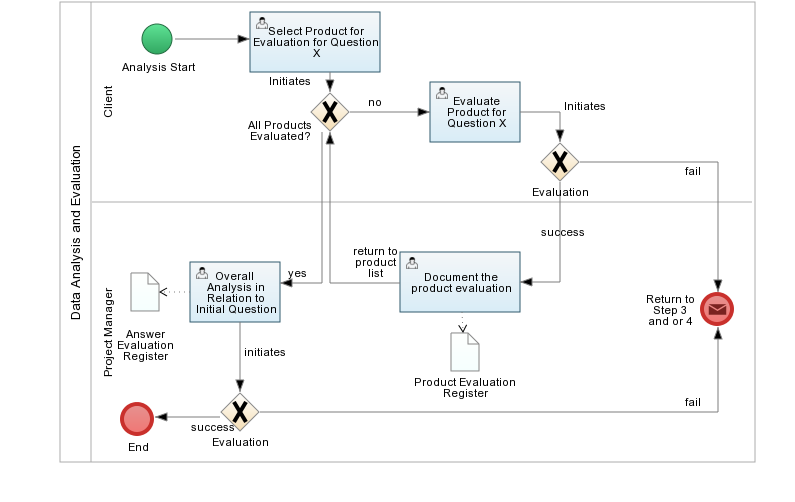 Data Analysis and Evaluation
Client
Analysis Start
Select Product for
Evaluation for Question
X
Initiates
All Products
Evaluated?
no
Evaluate
Product for
Question X
Initiates
Evaluation
fail
success
Project Manager
Overall
Analysis in
Relation to
Initial Question
yes
return to
product
list
Document the
product evaluation
Return to
Step 3
and or 4
Answer
Evaluation
Register
initiates
Product Evaluation
Register
fail
success
Evaluation
End